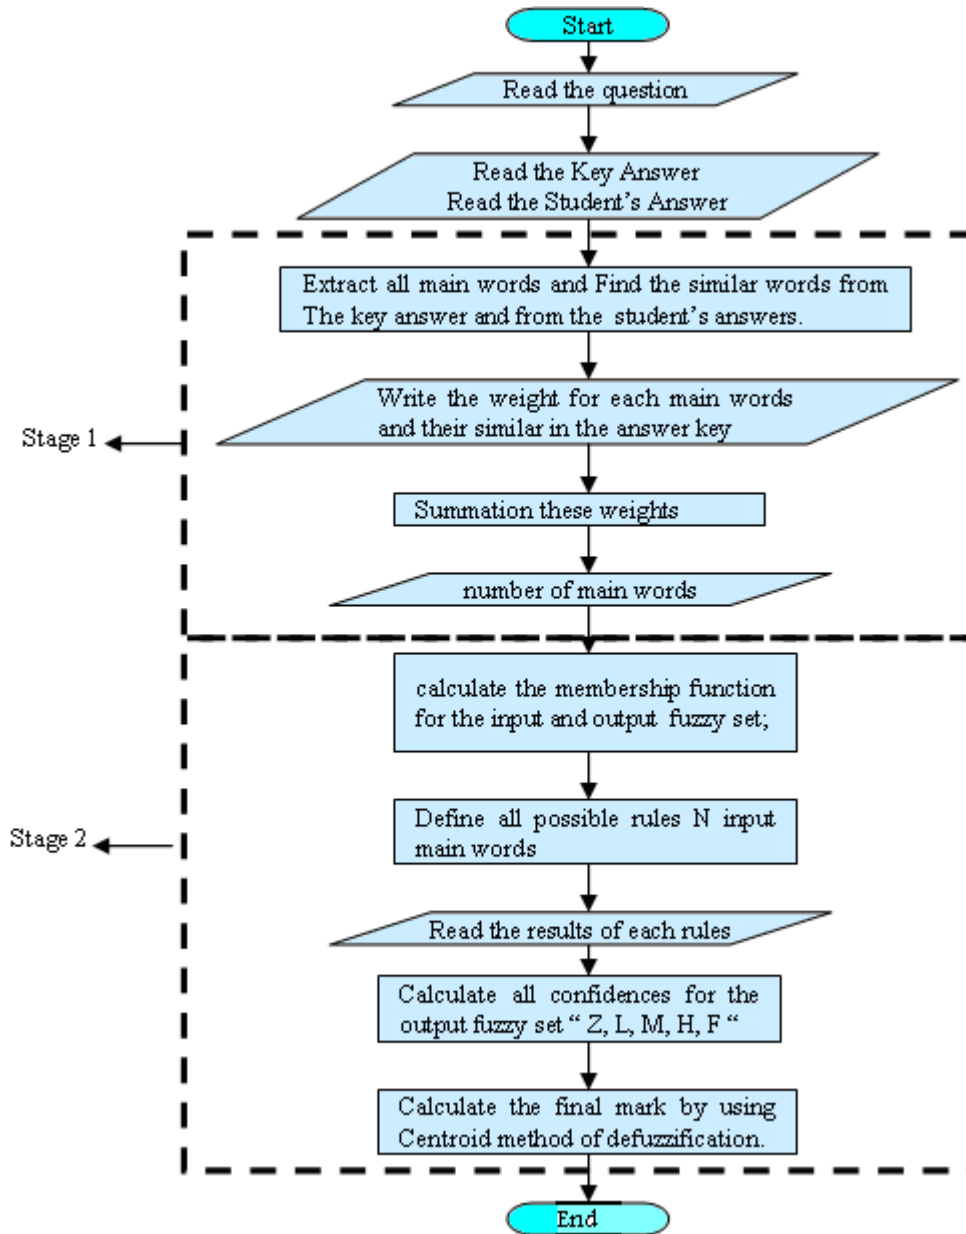 Start
Read the question
Read the Key Answer
Read the Student's Answer
Extract all main words and Find the similar words from
The key answer and from the student's answers.
Write the weight for each main words
and their similar in the answer key
Stage 1
Summation these weights
number of main words
calculate the membership function
for the input and output fuzzy set;
Define all possible rules N input
main words
Stage 2
Read the results of each rules
Calculate all confidences for the
output fuzzy set “ Z, L, M, H, F “
Calculate the final mark by using
Centroid method of defuzzification.
End